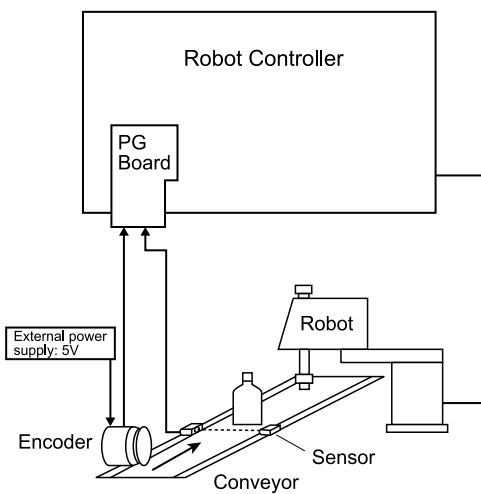 Robot Controller
PG
Board
External power
supply: 5V
Robot
Encoder
Sensor
Conveyor